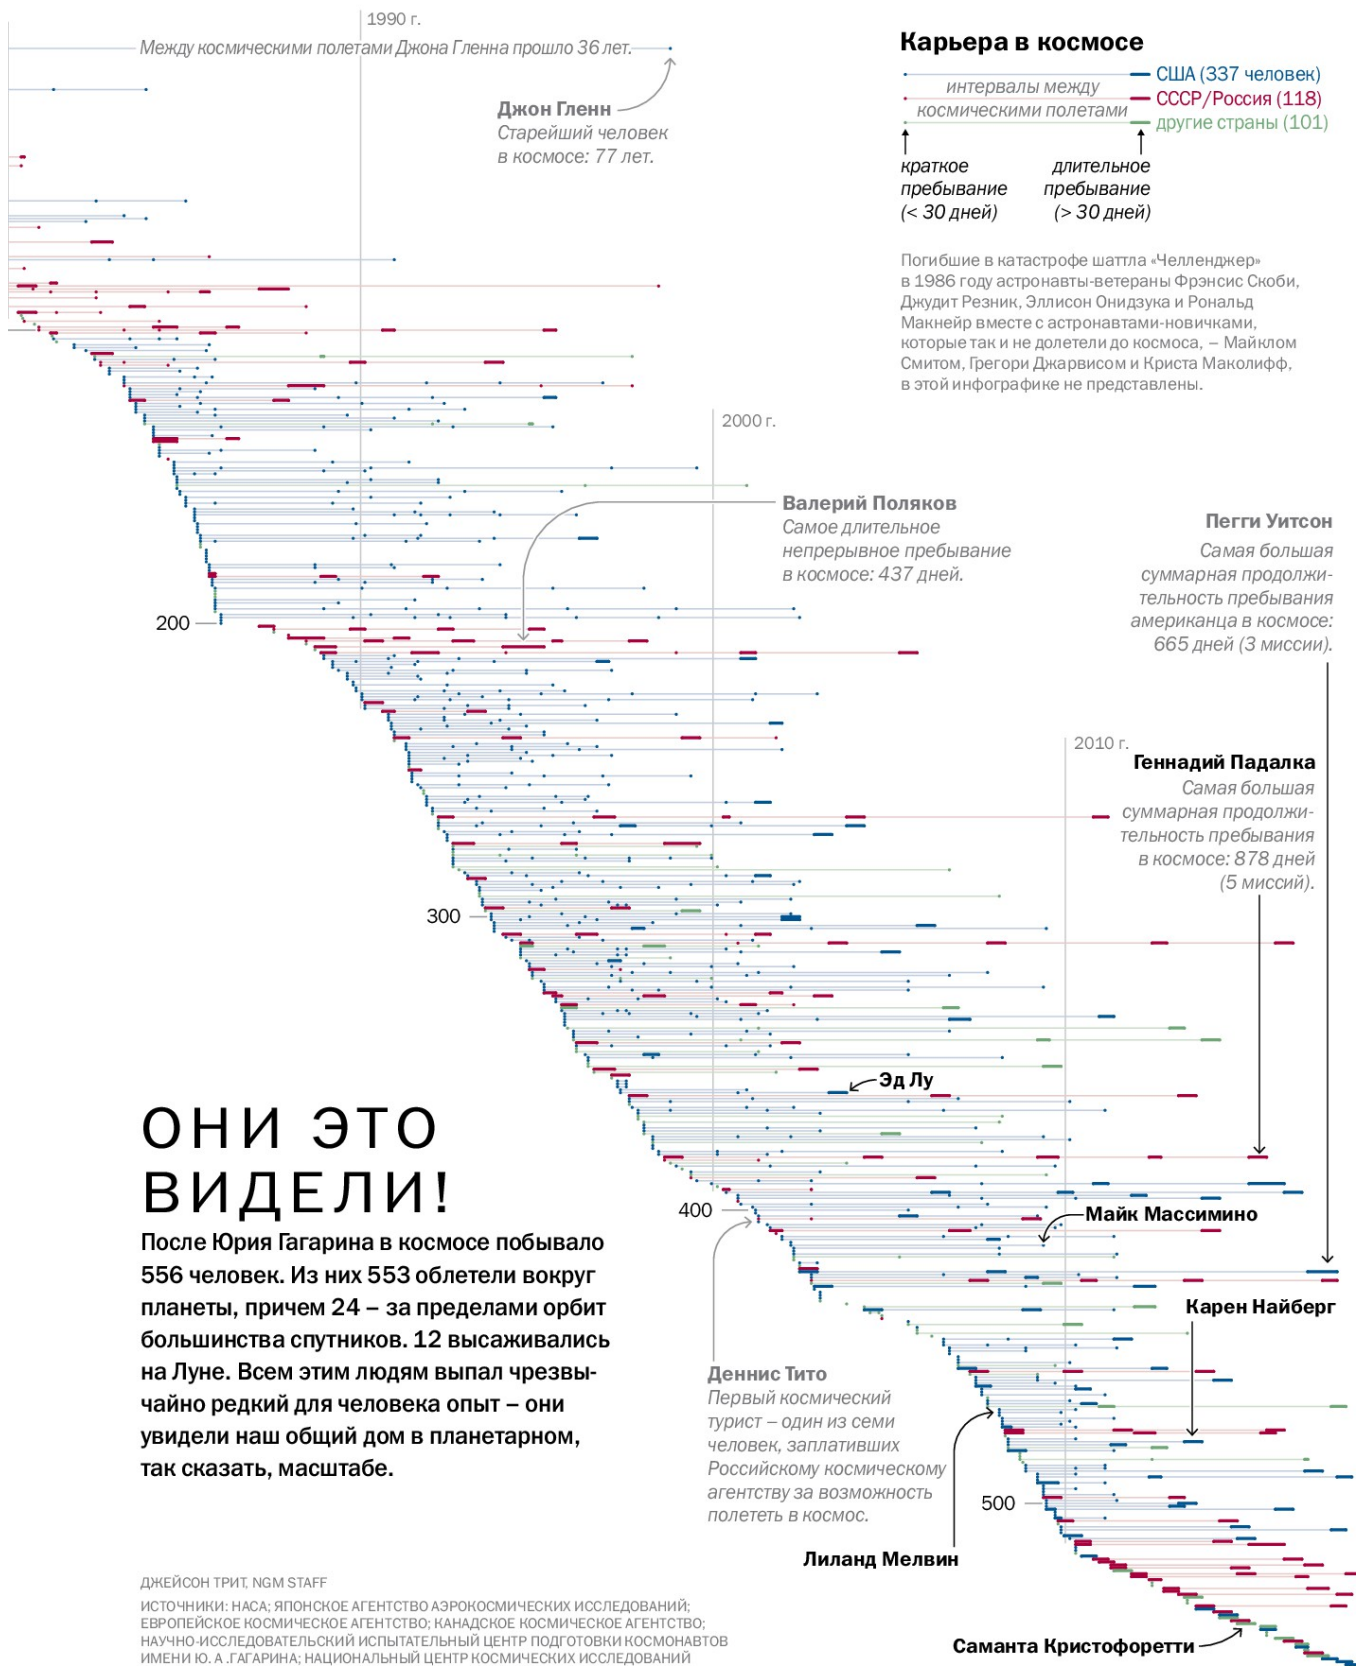 1990 г.
Между космическими полетами Джона Гленна прошло 36 лет.
Джон Гленн
Старейший человек
в космосе: 77 лет.
Карьера в космосе
интервалы между
космическими полетами
США (337 человек)
СССР/Россия (118)
другие страны (101)
краткое
пребывание
(< 30 дней)
длительное
пребывание
(> 30 дней)
Погибшие в катастрофе шаттла «Челленджер»
в 1986 году астронавты-ветераны Фрэнсис Скоби,
Джудит Резник, Эллисон Онидзука и Рональд
Макнейр вместе с астронавтами-новичками,
которые так и не долетели до космоса, – Майклом
Смитом, Грегори Джарвисом и Криста Маколифф,
в этой инфографике не представлены.
2000 г.
Валерий Поляков
Самое длительное
непрерывное пребывание
в космосе: 437 дней.
Пегги Уитсон
Самая большая
суммарная продолжи-
тельность пребывания
американца в космосе:
665 дней (3 миссии).
200
2010 г.
Геннадий Падалка
Самая большая
суммарная продолжи-
тельность пребывания
в космосе: 878 дней
(5 миссий).
300
Эд Лу
ОНИ ЭТО
ВИДЕЛИ!
После Юрия Гагарина в космосе побывало
556 человек. Из них 553 облетели вокруг
планеты, причем 24 – за пределами орбит
большинства спутников. 12 высаживались
на Луне. Всем этим людям выпал чрезвы-
чайно редкий для человека опыт – они
увидели наш общий дом в планетарном,
так сказать, масштабе.
400
Майк Массимино
Карен Найберг
Деннис Тито
Первый космический
турист – один из семи
человек, заплативших
Российскому космическому
агентству за возможность
полететь в космос.
500
Лиланд Мелвин
Саманта Кристофоретти
ДЖЕЙСОН ТРИТ, NGM STAFF
ИСТОЧНИКИ: НАСА; ЯПОНСКОЕ АГЕНТСТВО АЭРОКОСМИЧЕСКИХ ИССЛЕДОВАНИЙ;
ЕВРОПЕЙСКОЕ КОСМИЧЕСКОЕ АГЕНТСТВО; КАНАДСКОЕ КОСМИЧЕСКОЕ АГЕНТСТВО;
НАУЧНО-ИССЛЕДОВАТЕЛЬСКИЙ ИСПЫТАТЕЛЬНЫЙ ЦЕНТР ПОДГОТОВКИ КОСМОНАВТОВ
ИМЕНИ Ю. А .ГАГАРИНА; НАЦИОНАЛЬНЫЙ ЦЕНТР КОСМИЧЕСКИХ ИССЛЕДОВАНИЙ